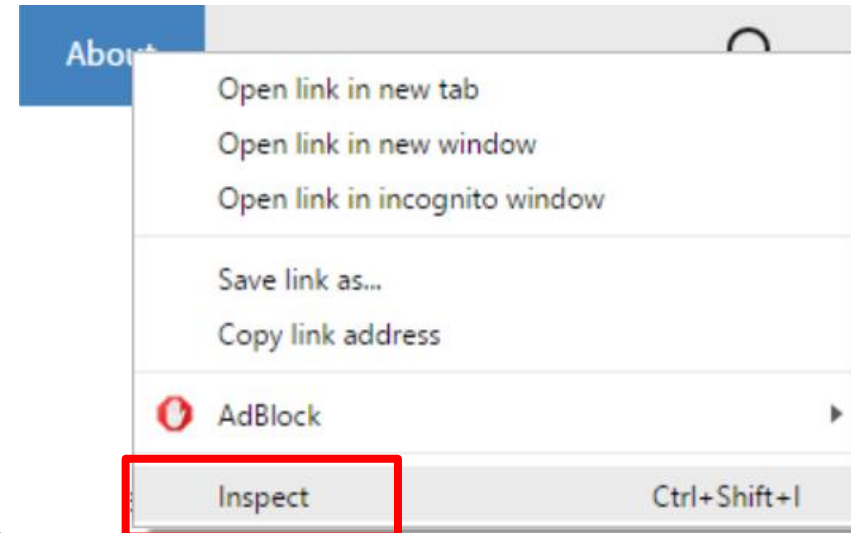 About
Open link in new tab
Open link in new window
Open link in incognito window
Save link as...
Copy link address
AdBlock
Inspect Ctrl+Shift+I